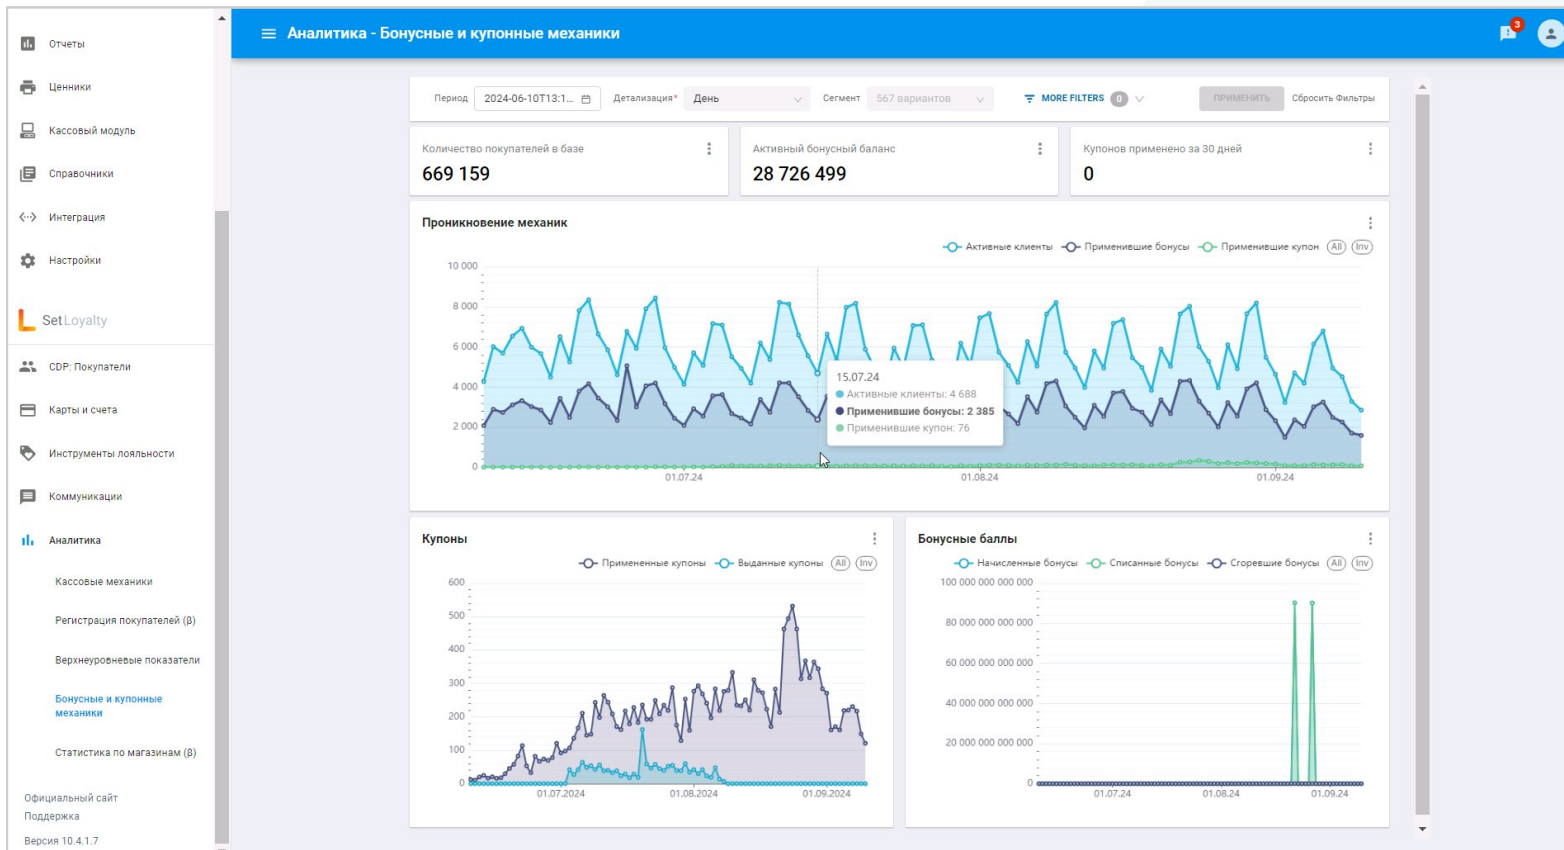 Отчеты
Ценники
Кассовый модуль
Справочники
Интеграция
Настройки
SetLoyalty
CDP: Покупатели
Карты и счета
Инструменты лояльности
Коммуникации
Аналитика
Кассовые механики
Регистрация покупателей (β)
Верхнеуровневые показатели
Бонусные и купонные
механики
Статистика по магазинам (β)
Официальный сайт
Поддержка
Версия 10.4.1.7
Аналитика - Бонусные и купонные механики
3
Период 2024-06-10T13:1... Детализация* День Сегмент 567 вариантов MORE FILTERS 0 ПРИМЕНИТЬ Сбросить Фильтры
Количество покупателей в базе
669 159
Активный бонусный баланс
28 726 499
Купонов применено за 30 дней
0
Проникновение механик
Активные клиенты Применившие бонусы Применившие купон All Inv
10 000
8 000
6 000
4 000
2 000
0
01.07.24 01.08.24 01.09.24
15.07.24
Активные клиенты: 4 688
Применившие бонусы: 2 385
Применившие купон: 76
Купоны
Примененные купоны Выданные купоны All Inv
600
500
400
300
200
100
0
01.07.2024 01.08.2024 01.09.2024
Бонусные баллы
Начисленные бонусы Списанные бонусы Сгоревшие бонусы All Inv
100 000 000 000 000
80 000 000 000 000
60 000 000 000 000
40 000 000 000 000
20 000 000 000 000
0
01.07.24 01.08.24 01.09.24